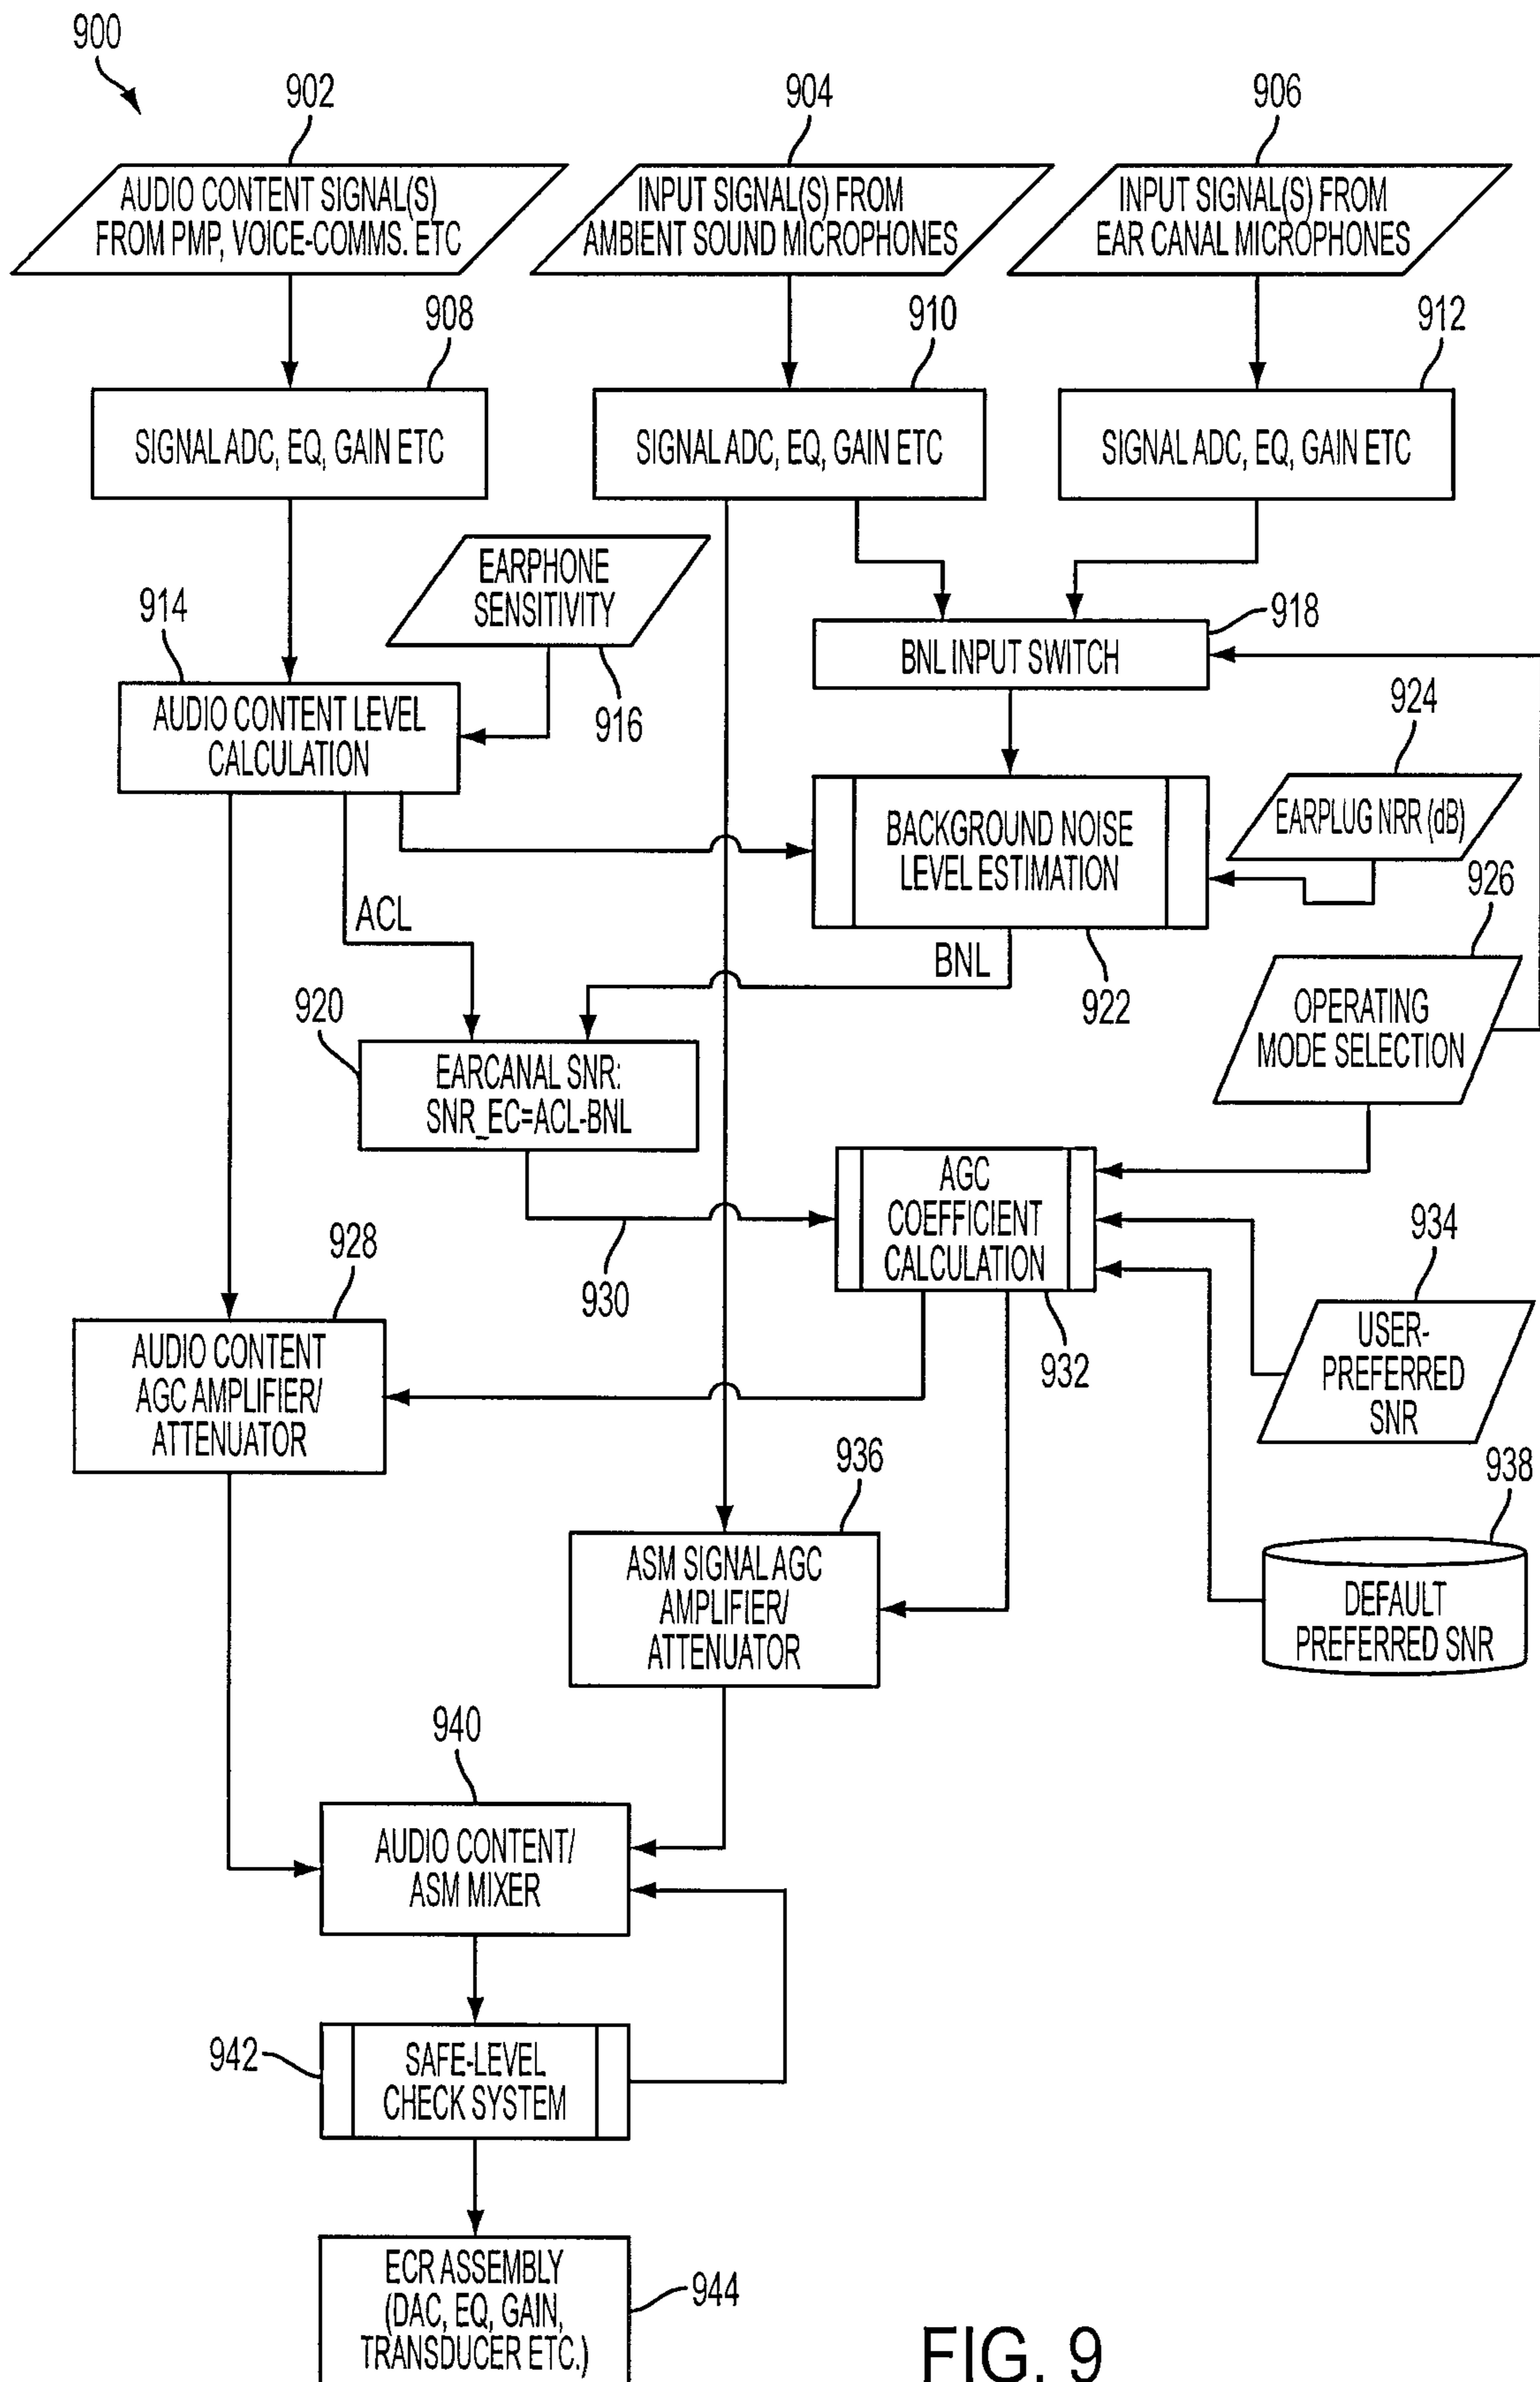 900
902
904
906
AUDIO CONTENT SIGNAL(S)
FROM PMP, VOICE-COMMS. ETC
INPUT SIGNAL(S) FROM
AMBIENT SOUND MICROPHONES
INPUT SIGNAL(S) FROM
EAR CANAL MICROPHONES
908
910
912
SIGNAL ADC, EQ, GAIN ETC
SIGNAL ADC, EQ, GAIN ETC
SIGNAL ADC, EQ, GAIN ETC
EARPHONE
SENSITIVITY
916
914
AUDIO CONTENT LEVEL
CALCULATION
918
BNL INPUT SWITCH
924
EARPLUG NRR (dB)
BACKGROUND NOISE
LEVEL ESTIMATION
922
926
OPERATING
MODE SELECTION
ACL
BNL
920
EARCANAL SNR:
SNR_EC=ACL-BNL
930
AGC
COEFFICIENT
CALCULATION
932
934
USER-
PREFERRED
SNR
928
AUDIO CONTENT
AGC AMPLIFIER/
ATTENUATOR
936
ASM SIGNAL AGC
AMPLIFIER/
ATTENUATOR
938
DEFAULT
PREFERRED SNR
940
AUDIO CONTENT/
ASM MIXER
942
SAFE-LEVEL
CHECK SYSTEM
ECR ASSEMBLY
(DAC, EQ, GAIN,
TRANSDUCER ETC.)
944
FIG. 9